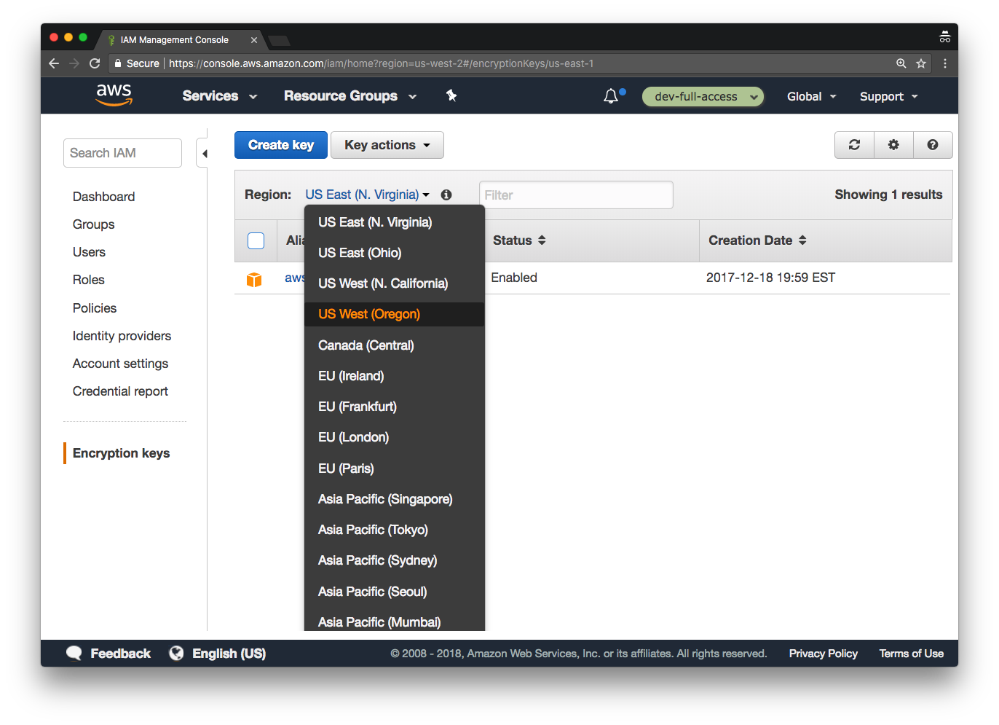 IAM Management Console
Secure https://console.aws.amazon.com/iam/home?region=us-west-2#/encryptionKeys/us-east-1
aws Services Resource Groups dev-full-access Global Support
Search IAM
Dashboard
Groups
Users
Roles
Policies
Identity providers
Account settings
Credential report
Encryption keys
Create key Key actions
Region: US East (N. Virginia) Filter Showing 1 results
Alia Status Creation Date
aws Enabled 2017-12-18 19:59 EST
US East (N. Virginia)
US East (Ohio)
US West (N. California)
US West (Oregon)
Canada (Central)
EU (Ireland)
EU (Frankfurt)
EU (London)
EU (Paris)
Asia Pacific (Singapore)
Asia Pacific (Tokyo)
Asia Pacific (Sydney)
Asia Pacific (Seoul)
Asia Pacific (Mumbai)
Feedback English (US) © 2008 - 2018, Amazon Web Services, Inc. or its affiliates. All rights reserved. Privacy Policy Terms of Use